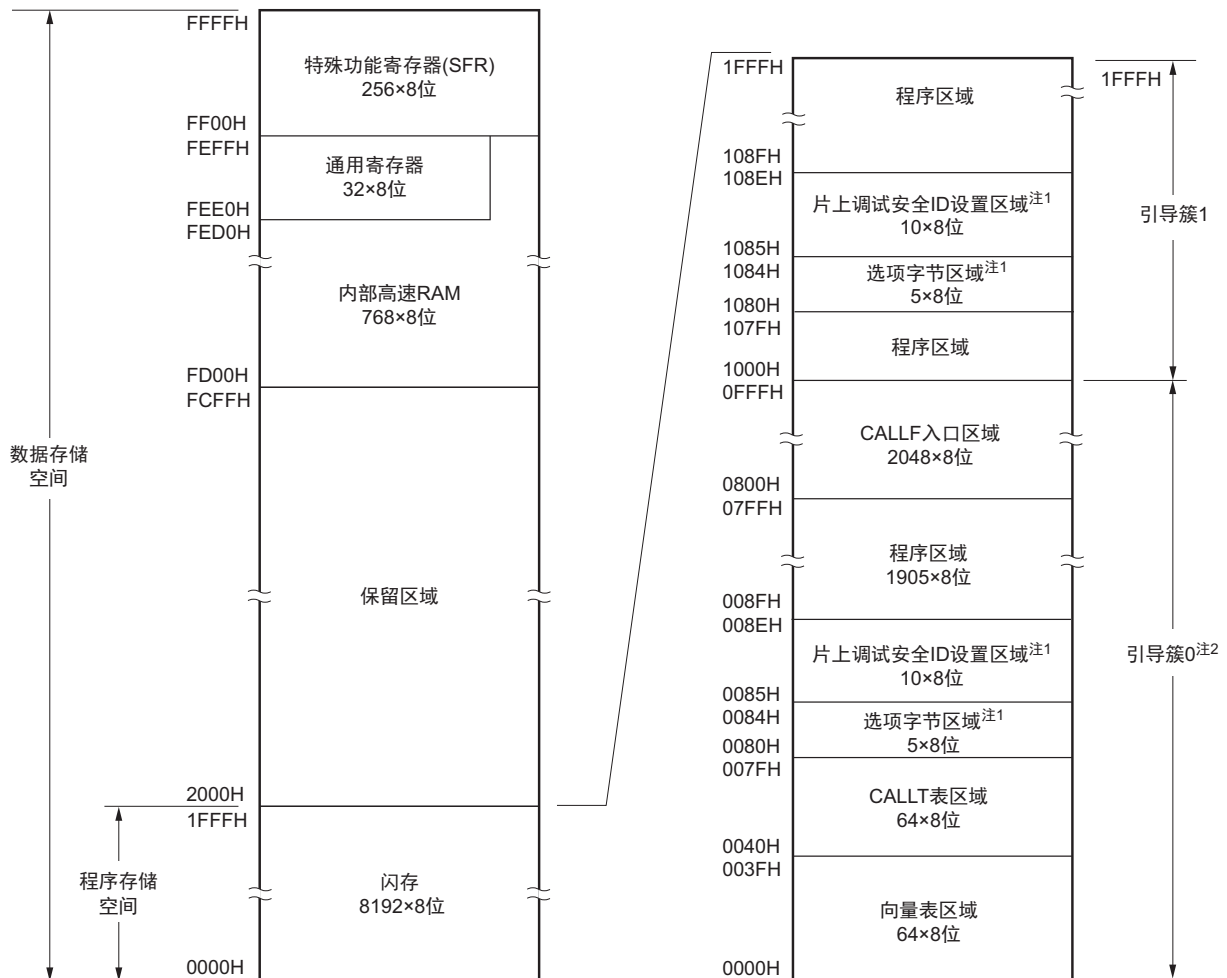 FFFFH
特殊功能寄存器(SFR)
256×8位
FF00H
FEFFH
通用寄存器
32×8位
FEE0H
FED0H
内部高速RAM
768×8位
FD00H
FCFFH
数据存储
空间
保留区域
2000H
1FFFH
程序存储
空间
闪存
8192×8位
0000H
1FFFH
程序区域
108FH
108EH
片上调试安全ID设置区域注1
10×8位
1085H
1084H
选项字节区域注1
5×8位
1080H
107FH
程序区域
1000H
0FFFH
CALLF入口区域
2048×8位
0800H
07FFH
程序区域
1905×8位
008FH
008EH
片上调试安全ID设置区域注1
10×8位
0085H
0084H
选项字节区域注1
5×8位
0080H
007FH
CALLT表区域
64×8位
0040H
003FH
向量表区域
64×8位
0000H
1FFFH
引导簇1
引导簇0注2